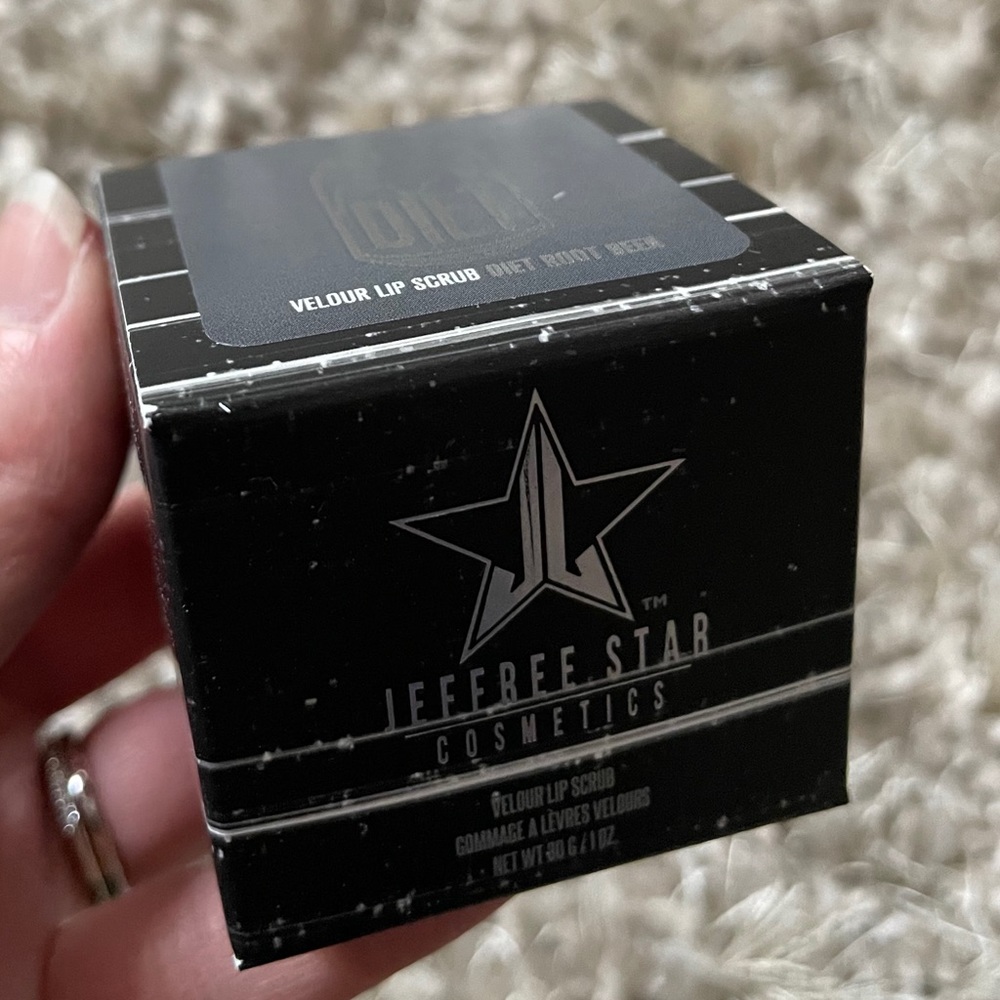 DIET
VELOUR LIP SCRUB DIET ROOT BEER
TM
JEFFREE STAR
COSMETICS
VELOUR LIP SCRUB
GOMMAGE A LÈVRES VELOURS
NET WT 30 G / 1 OZ.